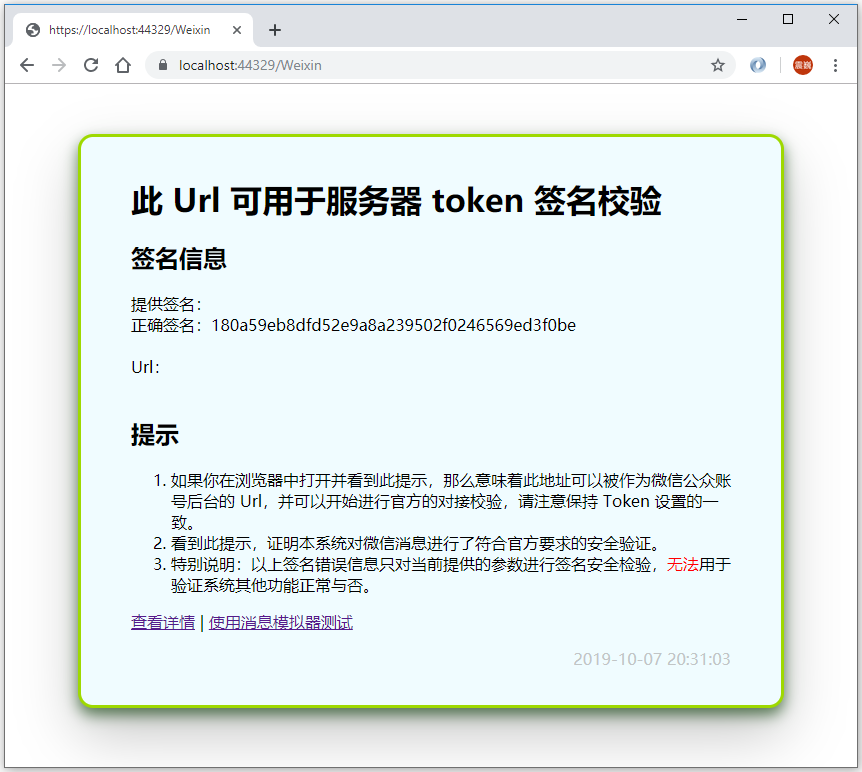 https://localhost:44329/Weixin
localhost:44329/Weixin
震巍
此 Url 可用于服务器 token 签名校验
签名信息
提供签名：
正确签名：180a59eb8dfd52e9a8a239502f0246569ed3f0be
Url：
提示
1. 如果你在浏览器中打开并看到此提示，那么意味着此地址可以被作为微信公众账
号后台的 Url，并可以开始进行官方的对接校验，请注意保持 Token 设置的一
致。
2. 看到此提示，证明本系统对微信消息进行了符合官方要求的安全验证。
3. 特别说明：以上签名错误信息只对当前提供的参数进行签名安全检验，无法用于
验证系统其他功能正常与否。
查看详情 | 使用消息模拟器测试
2019-10-07 20:31:03